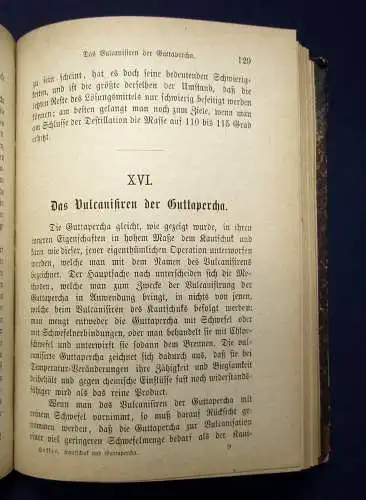 Das Vulcanisiren der Guttapercha. 129
zu sein scheint, hat es doch seine bedeutenden Schwierig-
keiten, und ist die größte derselben der Umstand, daß die
letzten Reste des Lösungsmittels nur schwierig beseitigt werden
können; am besten gelangt man noch zum Ziele, wenn man
am Schlusse der Destillation die Masse auf 110 bis 115 Grad
erhitzt.
XVI.
Das Vulcanisiren der Guttapercha.
Die Guttapercha gleicht, wie gezeigt wurde, in ihren
inneren Eigenschaften in hohem Maße dem Kautschuk und
kann wie dieser, jener eigenthümlichen Operation unterworfen
werden, welche man mit dem Namen des Vulcanisirens
bezeichnet. Der Hauptsache nach unterscheiden sich die Me-
thoden, welche man zum Zwecke der Vulcanisirung der
Guttapercha in Anwendung bringt, in nichts von jenen,
welche beim Vulcanisiren des Kautschuks befolgt werden;
man mengt entweder die Guttapercha mit Schwefel oder
mit Schwefelverbindungen, oder man behandelt sie mit Chlor-
schwefel und unterwirft sie sodann dem Brennen. Die vul-
canisirte Guttapercha zeichnet sich dadurch aus, daß sie bei
Temperatur-Veränderungen ihre Zähigkeit und Biegsamkeit
beibehält und gegen chemische Einflüsse fast noch widerstands-
fähiger wird als das reine Product.
Wenn man das Vulcanisiren der Guttapercha mit
reinem Schwefel vornimmt, so muß darauf Rücksicht ge-
nommen werden, daß die Guttapercha zur Vulcanisation
einer viel geringeren Schwefelmenge bedarf als der Kaut-
Kautschuk und Guttapercha. 9